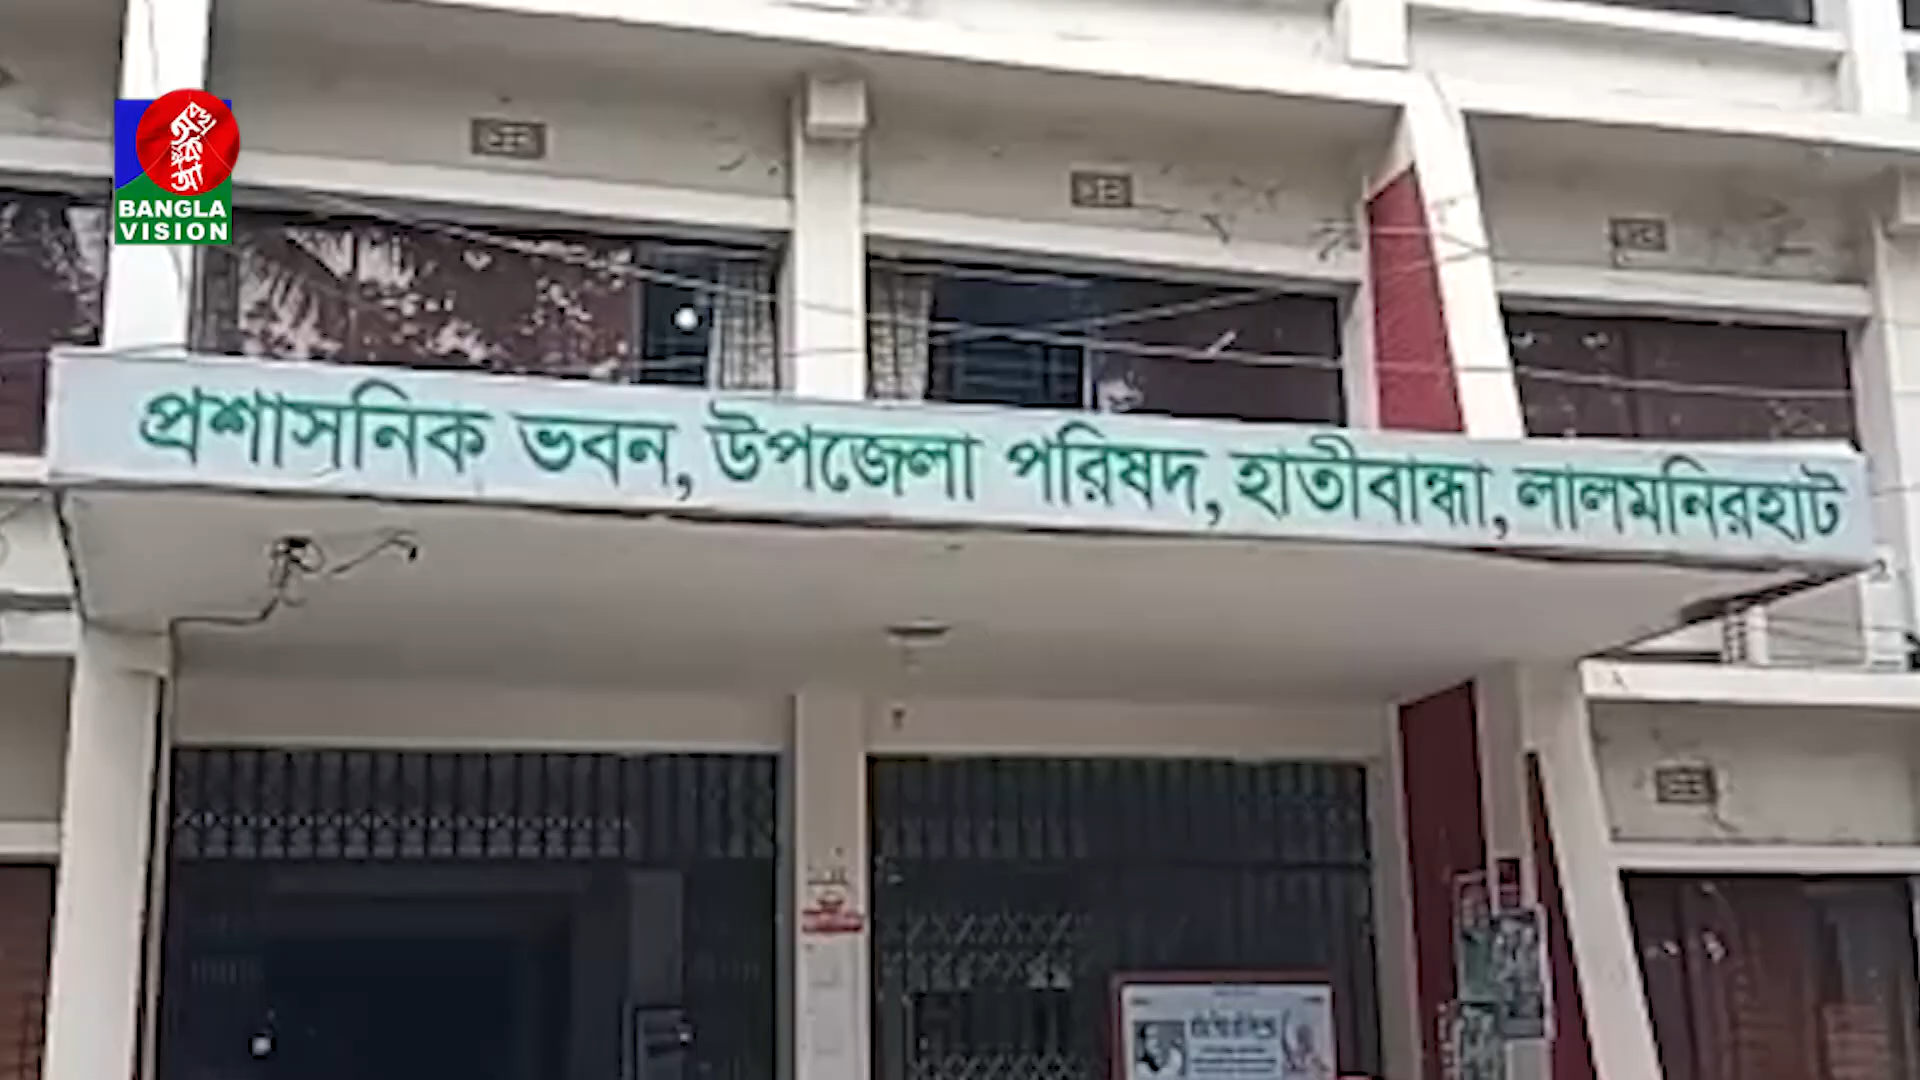 BANGLA
VISION
প্রশাসনিক ভবন, উপজেলা পরিষদ, হাতীবান্ধা, লালমনিরহাট